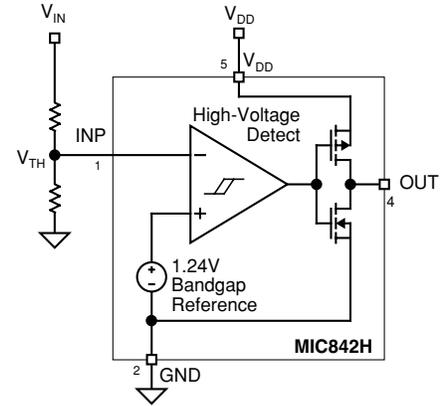 VIN
VDD
5 VDD
High-Voltage
Detect
INP
VTH
1
−
+
OUT
4
+
−
1.24V
Bandgap
Reference
MIC842H
2 GND